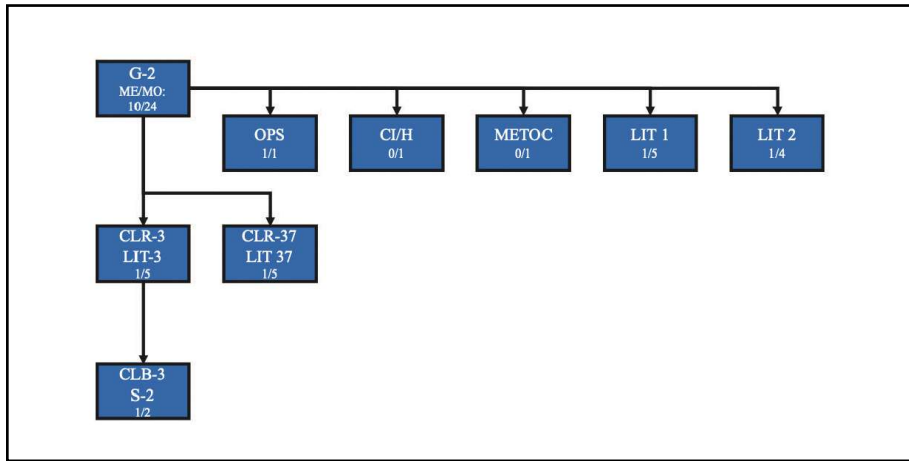 G-2
ME/MO:
10/24
OPS
1/1
CI/H
0/1
METOC
0/1
LIT 1
1/5
LIT 2
1/4
CLR-3
LIT-3
1/5
CLR-37
LIT 37
1/5
CLB-3
S-2
1/2